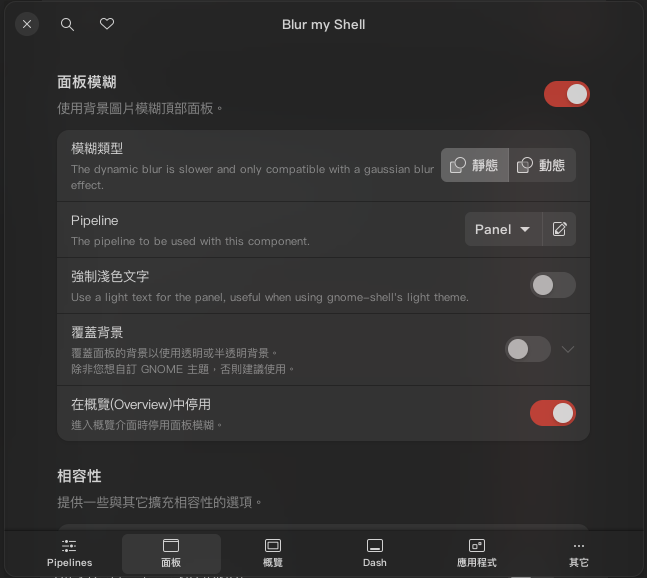 Blur my Shell
面板模糊
使用背景圖片模糊頂部面板。
模糊類型
The dynamic blur is slower and only compatible with a gaussian blur
effect.
靜態
動態
Pipeline
The pipeline to be used with this component.
Panel
強制淺色文字
Use a light text for the panel, useful when using gnome-shell's light theme.
覆蓋背景
覆蓋面板的背景以使用透明或半透明背景。
除非您想自訂 GNOME 主題，否則建議使用。
在概覽(Overview)中停用
進入概覽介面時停用面板模糊。
相容性
提供一些與其它擴充相容性的選項。
Pipelines
面板
概覽
Dash
應用程式
其它